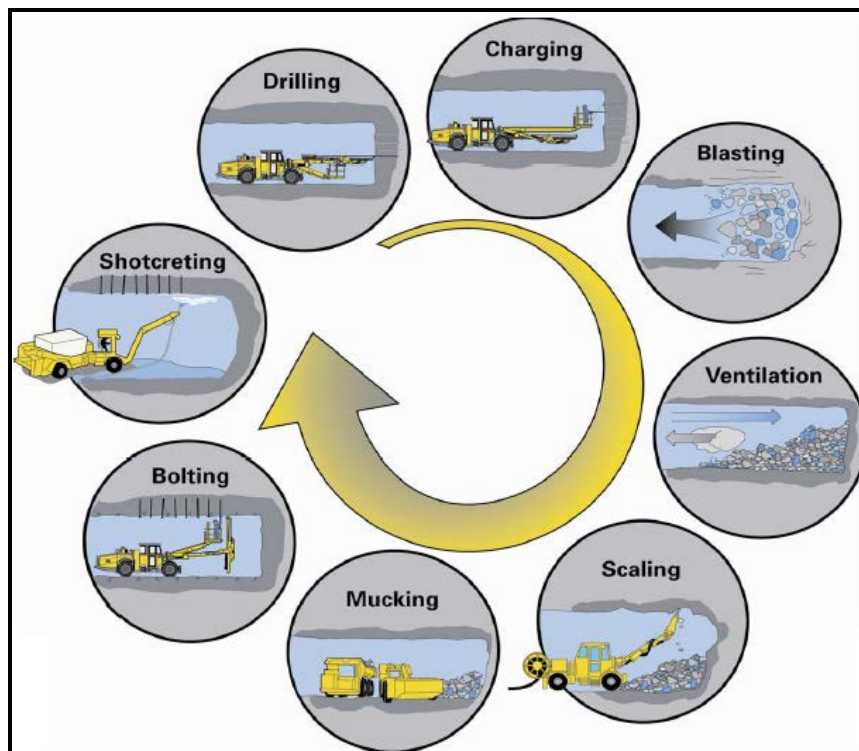 Drilling
Charging
Blasting
Ventilation
Scaling
Mucking
Bolting
Shotcreting